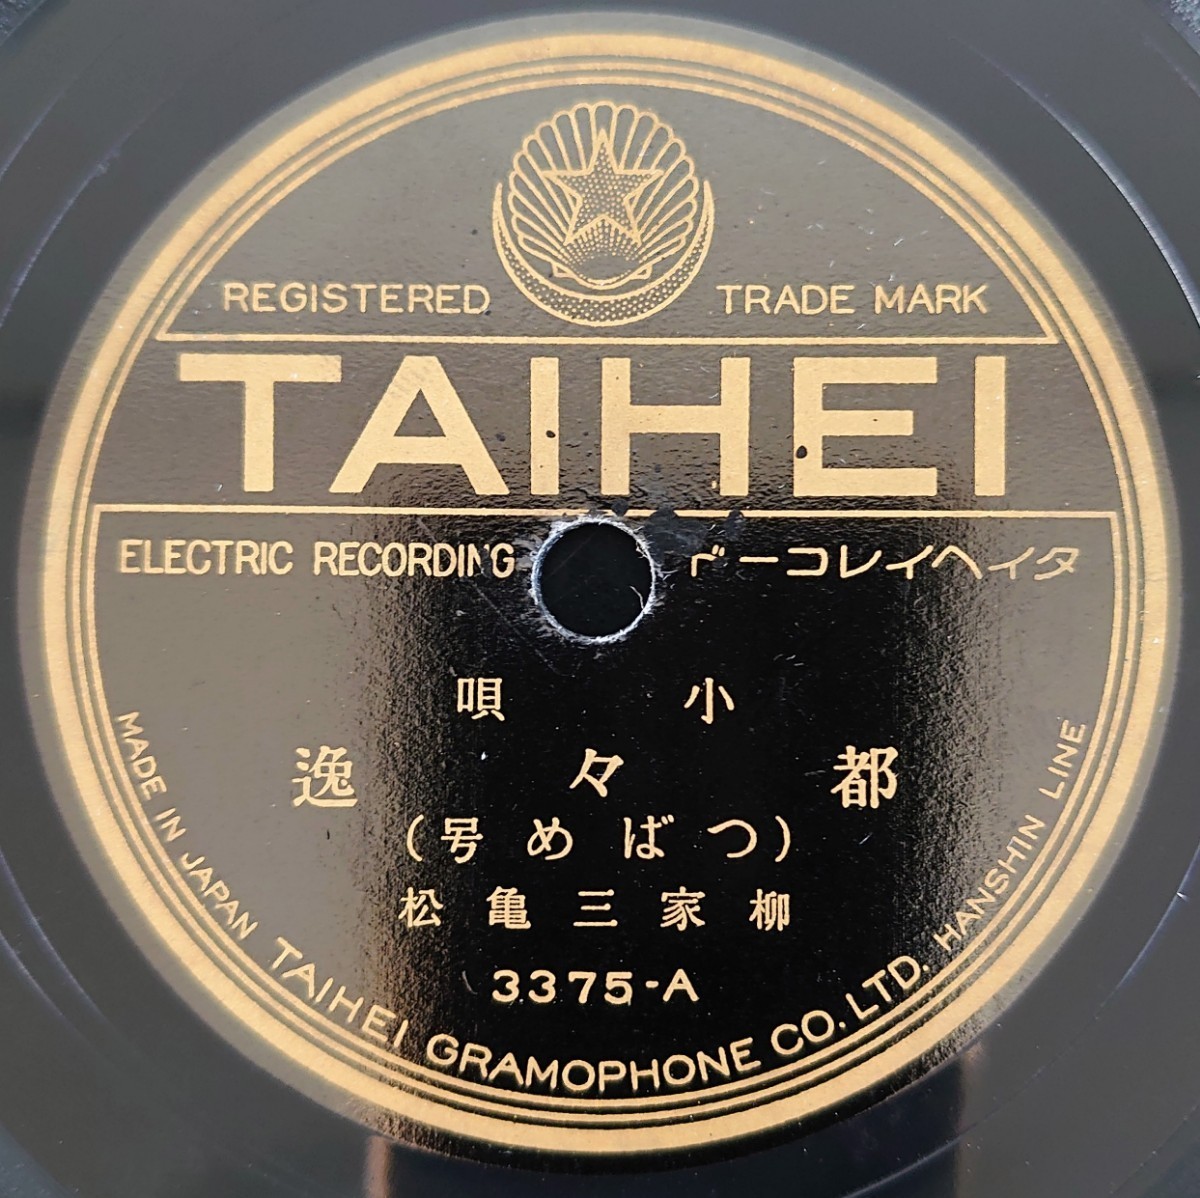 REGISTERED TRADE MARK
TAIHEI
ELECTRIC RECORDING
タイヘイレコード
小唄
都々逸
(つばめ号)
柳家三亀松
3375-A
MADE IN JAPAN TAIHEI GRAMOPHONE CO. LTD. HANSHIN LINE